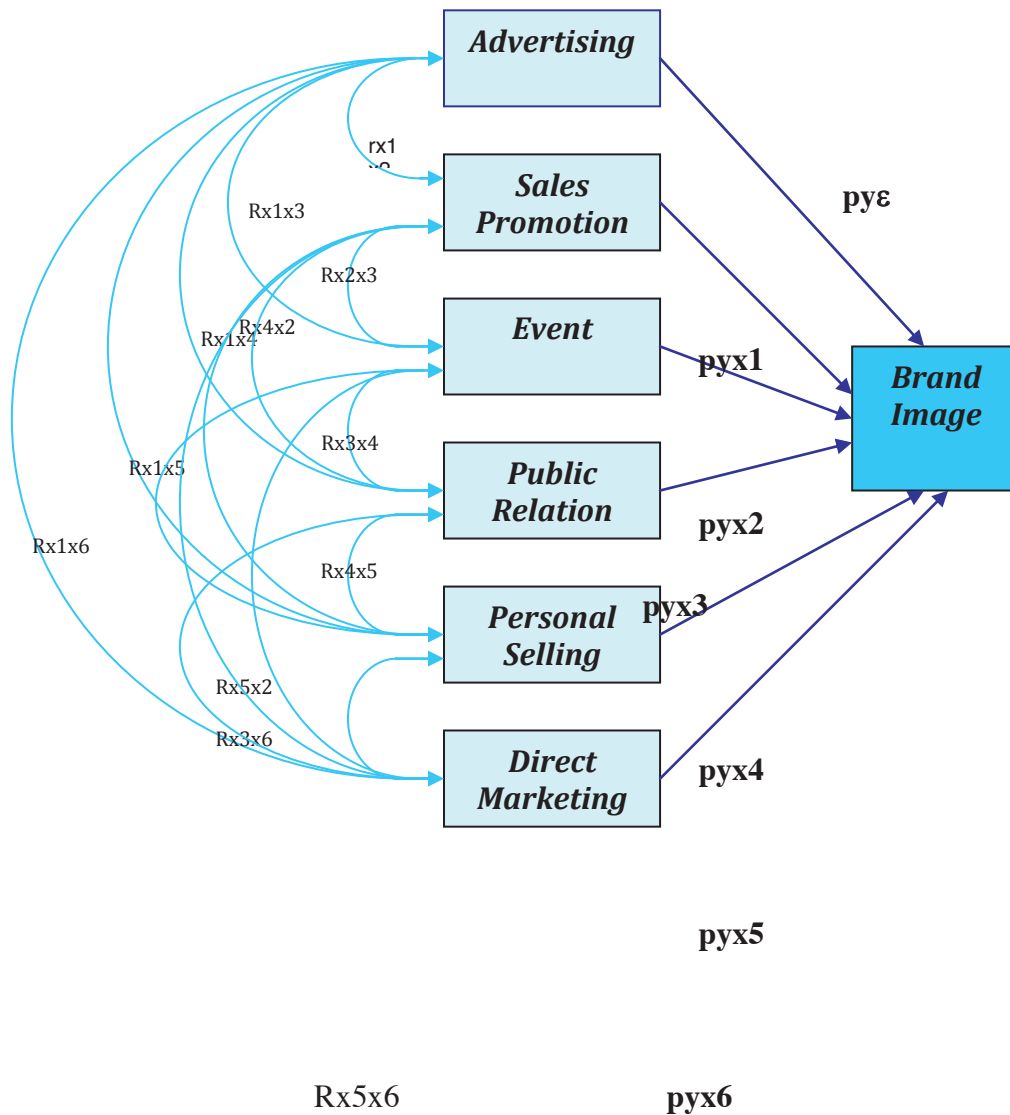 Advertising
rx1
Sales
Promotion
pyε
Rx1x3
Rx2x3
Event
Rx4x2
Rx1x4
pyx1
Brand
Image
Rx3x4
Rx1x5
Public
Relation
pyx2
Rx1x6
Rx4x5
pyx3
Personal
Selling
Rx5x2
Rx3x6
Direct
Marketing
pyx4
pyx5
Rx5x6
pyx6